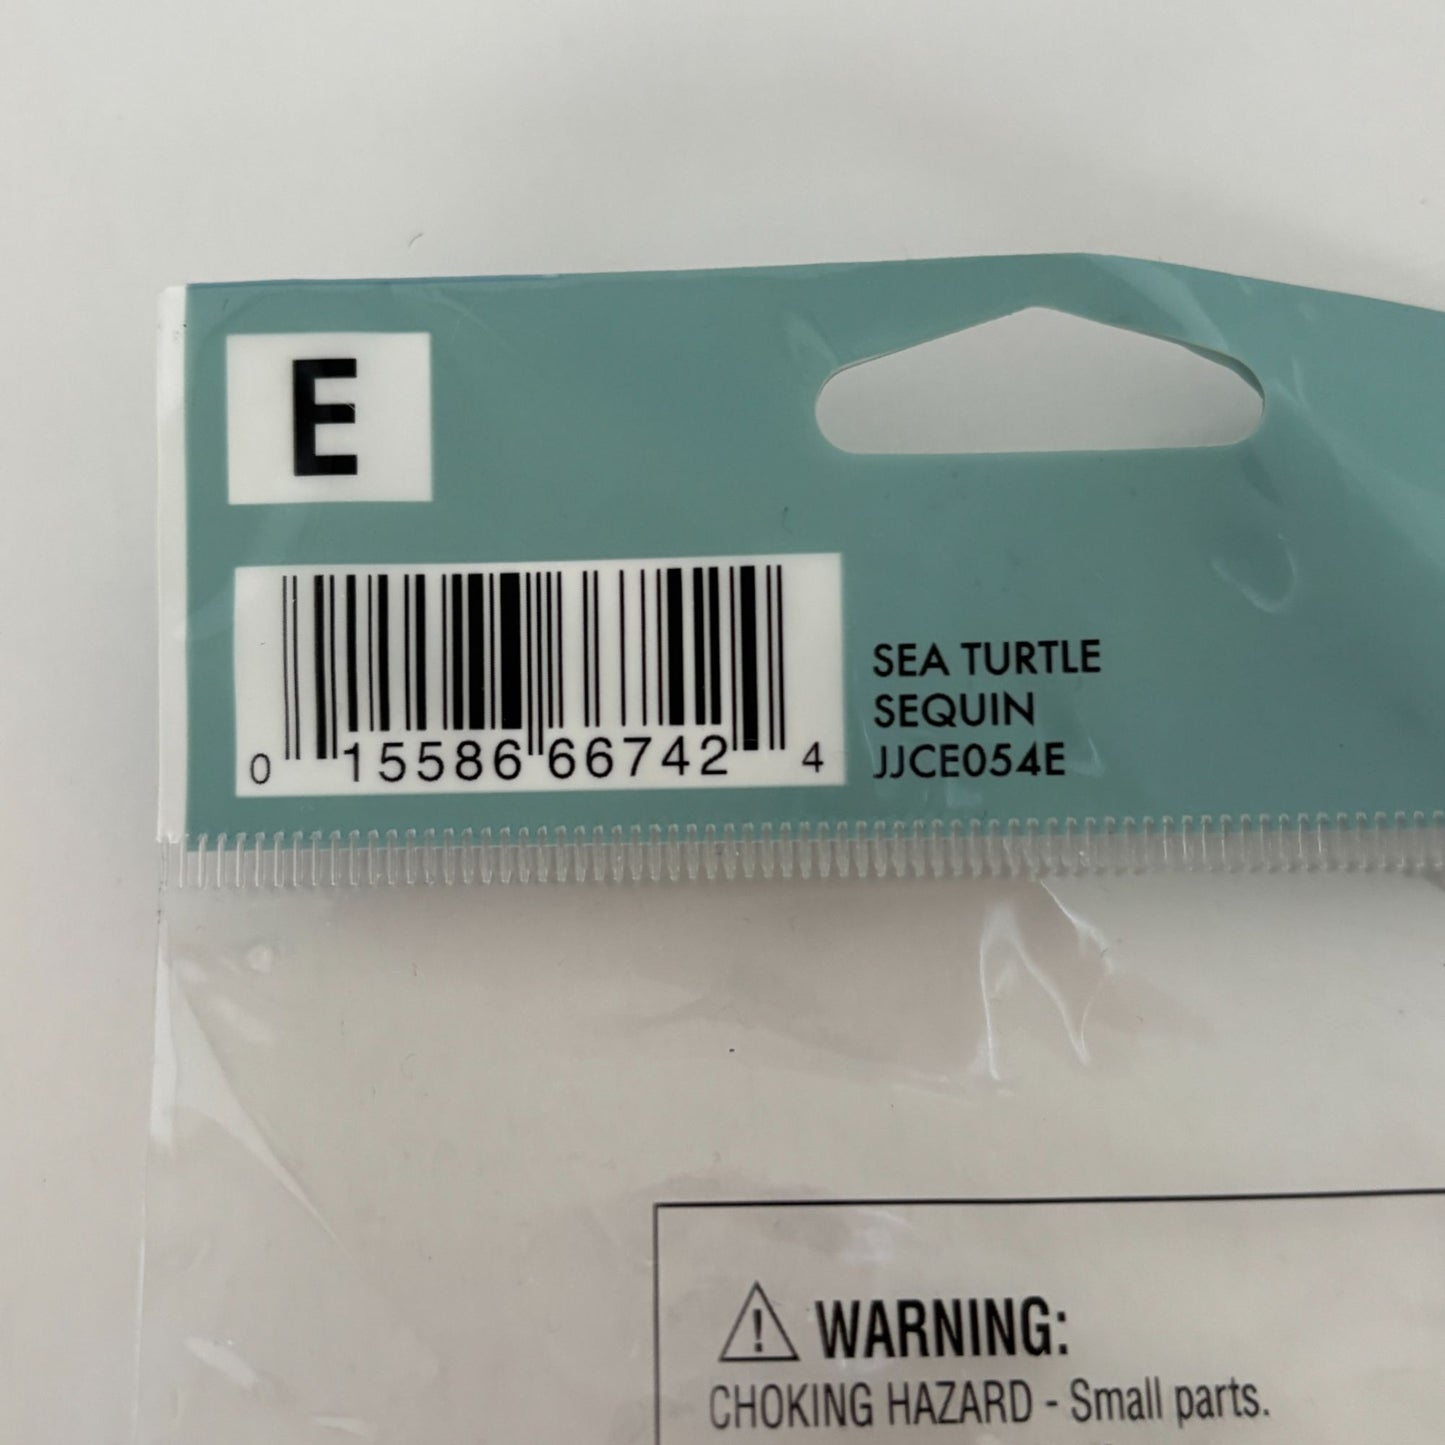 E
0 15586 66742 4
SEA TURTLE
SEQUIN
JJCE054E
WARNING:
CHOKING HAZARD - Small parts.